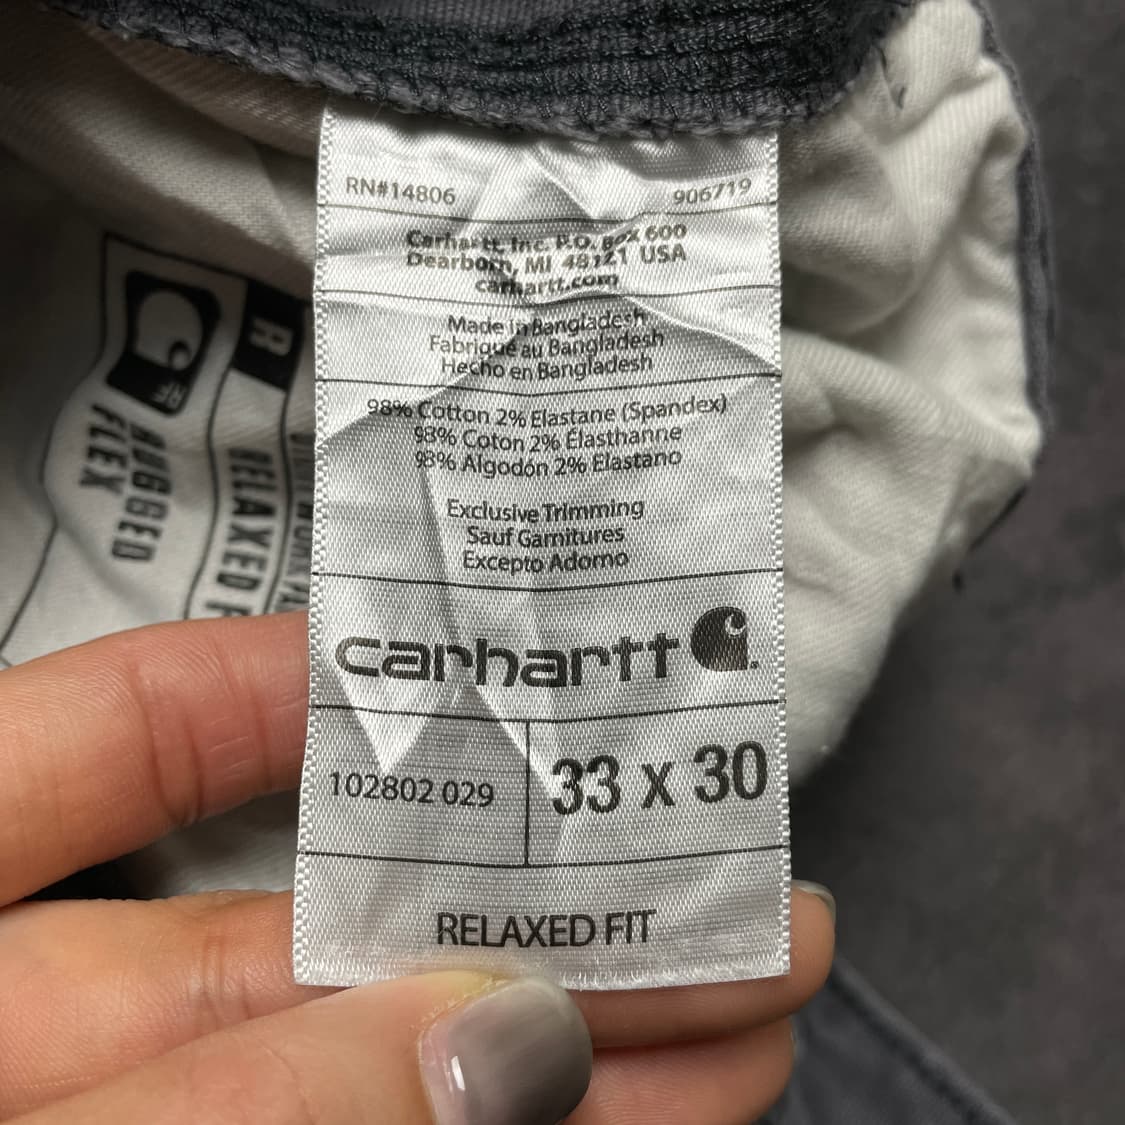 RN#14806
906719
Carhartt, Inc. P.O. Box 600
Dearborn, MI 48121 USA
carhartt.com
Made in Bangladesh
Fabriqué au Bangladesh
Hecho en Bangladesh
98% Cotton 2% Elastane (Spandex)
98% Coton 2% Élasthanne
98% Algodón 2% Elastano
Exclusive Trimming
Sauf Garnitures
Excepto Adorno
carhartt
102802 029
33 x 30
RELAXED FIT
RF
RUGGED
FLEX
R
RELAXED F